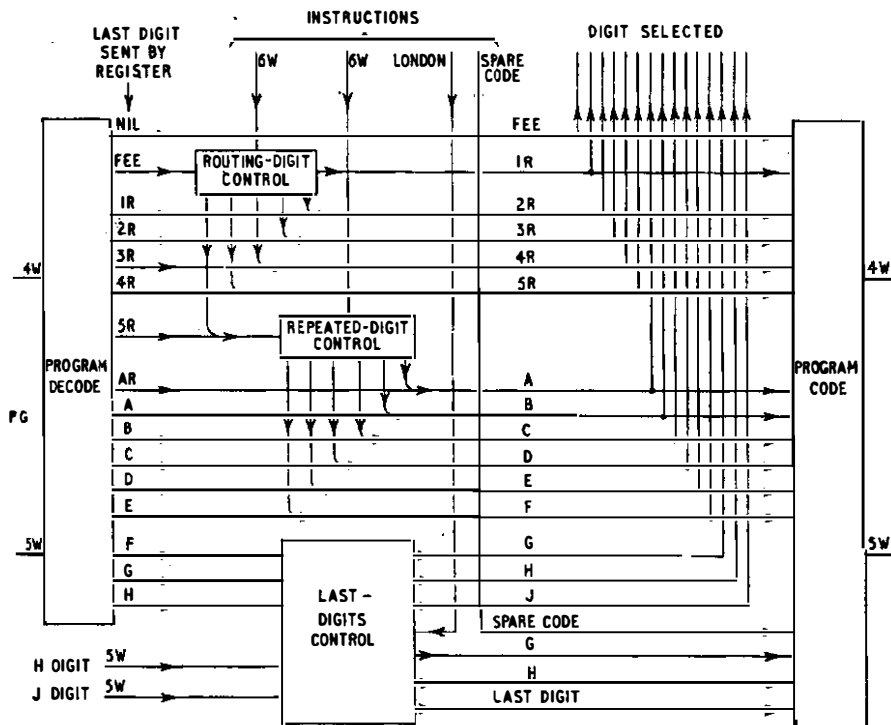 INSTRUCTIONS
LAST DIGIT
SENT BY
REGISTER
6W
6W
LONDON
SPARE
CODE
DIGIT SELECTED
NIL
FEE
FEE
ROUTING-DIGIT
CONTROL
1R
1R
2R
2R
3R
3R
4R
4R
5R
4W
4W
5R
REPEATED-DIGIT
CONTROL
PROGRAM
DECODE
PROGRAM
CODE
AR
A
A
B
PG
B
C
C
D
D
E
E
F
5W
5W
F
G
G
H
H
J
LAST -
DIGITS
CONTROL
SPARE CODE
G
H DIGIT
5W
H
J DIGIT
5W
LAST DIGIT